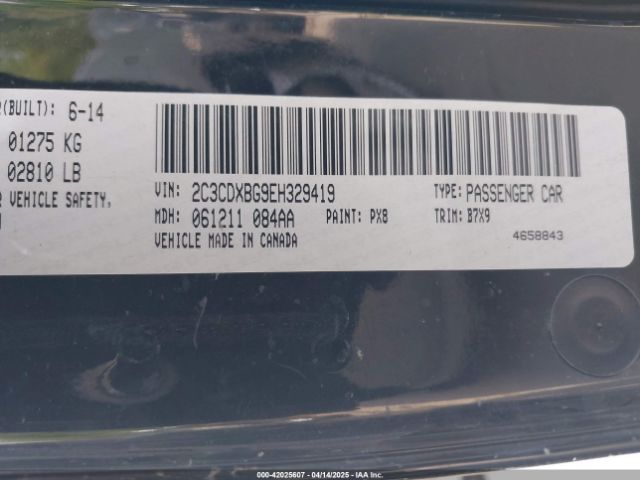 R(BUILT): 6-14
01275 KG
02810 LB
VEHICLE SAFETY,
VIN: 2C3CDXBG9EH329419 TYPE: PASSENGER CAR
MDH: 061211 084AA PAINT: PX8 TRIM: B7X9
VEHICLE MADE IN CANADA 4658843
000-42025607 - 04/14/2025 - IAA Inc.